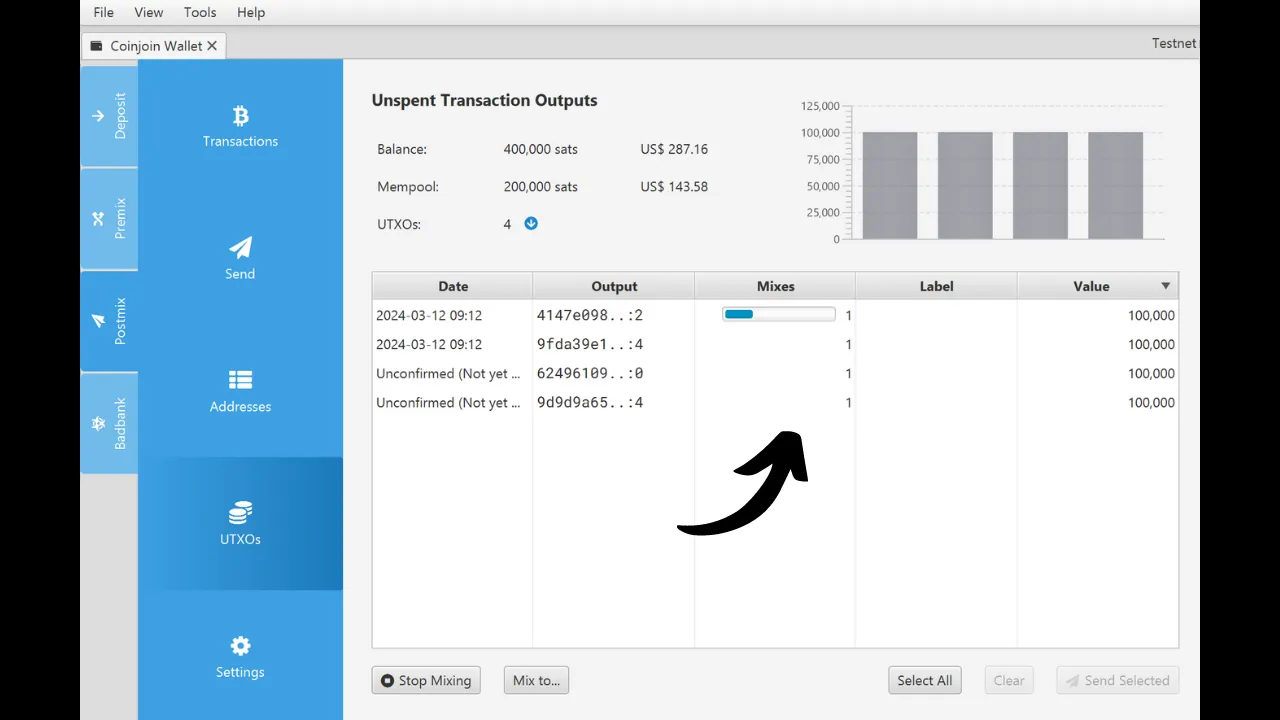 File View Tools Help
Coinjoin Wallet
Testnet
Deposit
Premix
Postmix
Badbank
Transactions
Send
Addresses
UTXOs
Settings
Unspent Transaction Outputs
Balance: 400,000 sats US$ 287.16
Mempool: 200,000 sats US$ 143.58
UTXOs: 4
125,000
100,000
75,000
50,000
25,000
0
Date Output Mixes Label Value
2024-03-12 09:12 4147e098..:2 1 100,000
2024-03-12 09:12 9fda39e1..:4 1 100,000
Unconfirmed (Not yet ... 62496109..:0 1 100,000
Unconfirmed (Not yet ... 9d9d9a65..:4 1 100,000
Stop Mixing Mix to... Select All Clear Send Selected